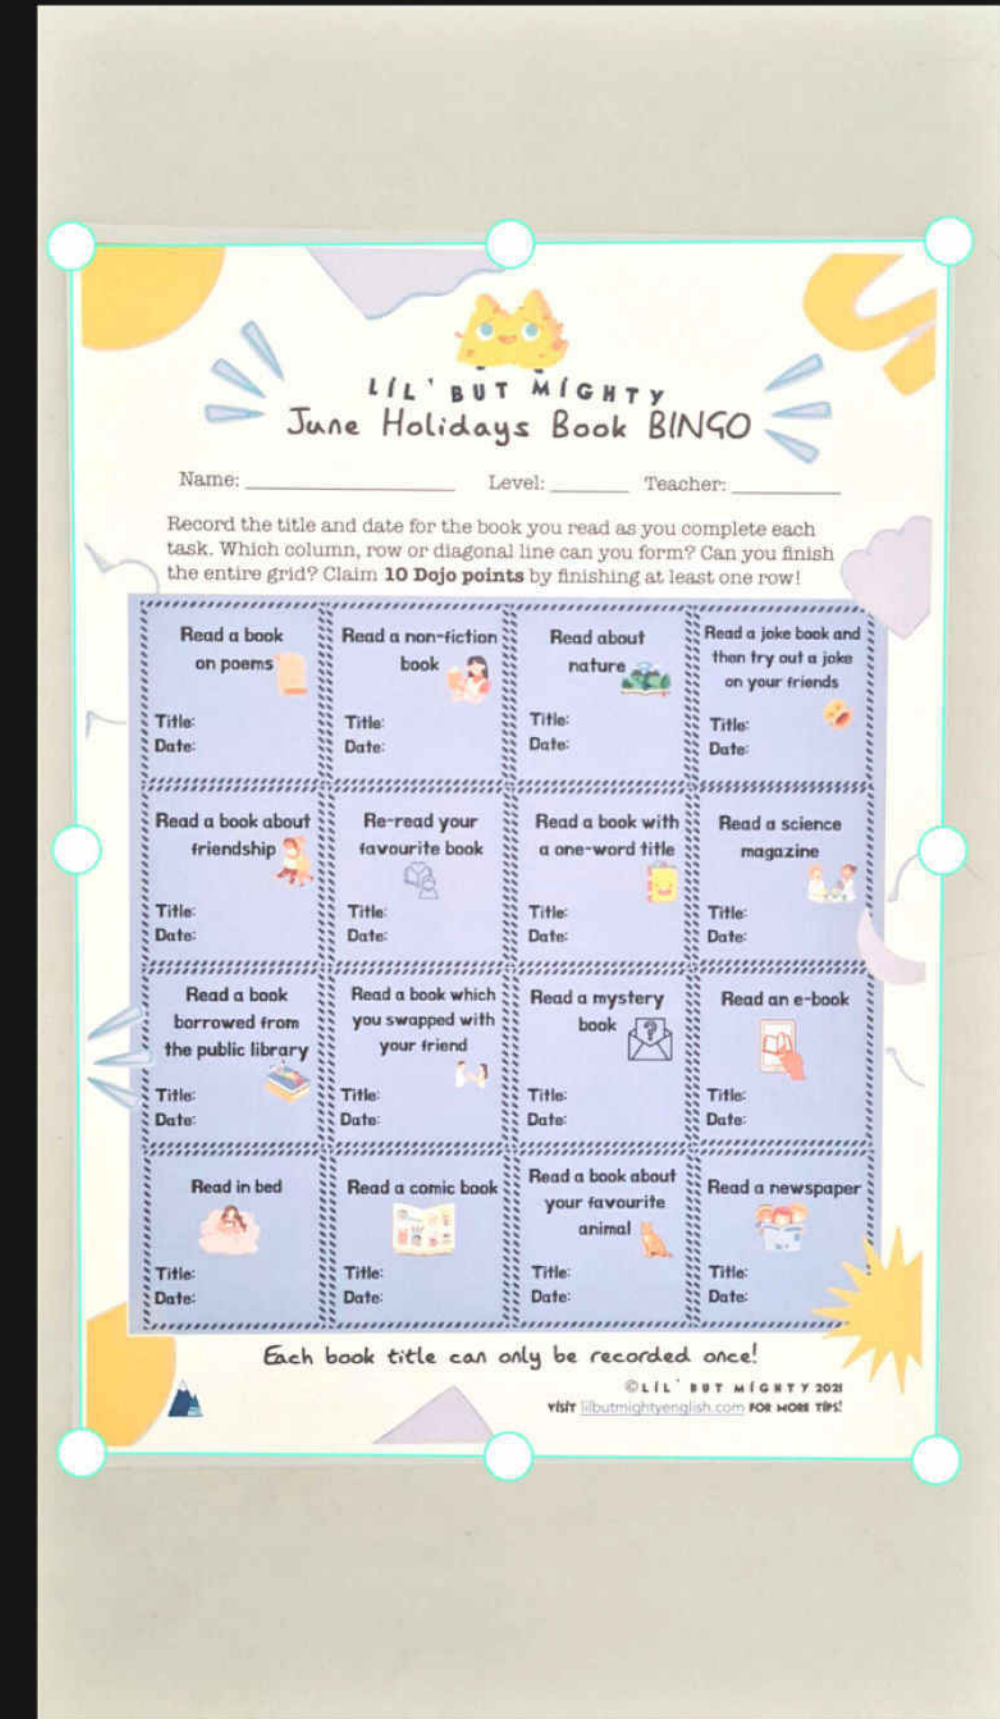 LIL' BUT MIGHTY
June Holidays Book BINGO
Name: Level: Teacher:
Record the title and date for the book you read as you complete each
task. Which column, row or diagonal line can you form? Can you finish
the entire grid? Claim 10 Dojo points by finishing at least one row!
Read a book
on poems
Title:
Date:
Read a non-fiction
book
Title:
Date:
Read about
nature
Title:
Date:
Read a joke book and
then try out a joke
on your friends
Title:
Date:
Read a book about
friendship
Title:
Date:
Re-read your
favourite book
Title:
Date:
Read a book with
a one-word title
Title:
Date:
Read a science
magazine
Title:
Date:
Read a book
borrowed from
the public library
Title:
Date:
Read a book which
you swapped with
your friend
Title:
Date:
Read a mystery
book
?
Title:
Date:
Read an e-book
Title:
Date:
Read in bed
Title:
Date:
Read a comic book
Title:
Date:
Read a book about
your favourite
animal
Title:
Date:
Read a newspaper
Title:
Date:
Each book title can only be recorded once!
©LIL' BUT MIGHTY 2021
VISIT lilbutmightyenglish.com FOR MORE TIPS!